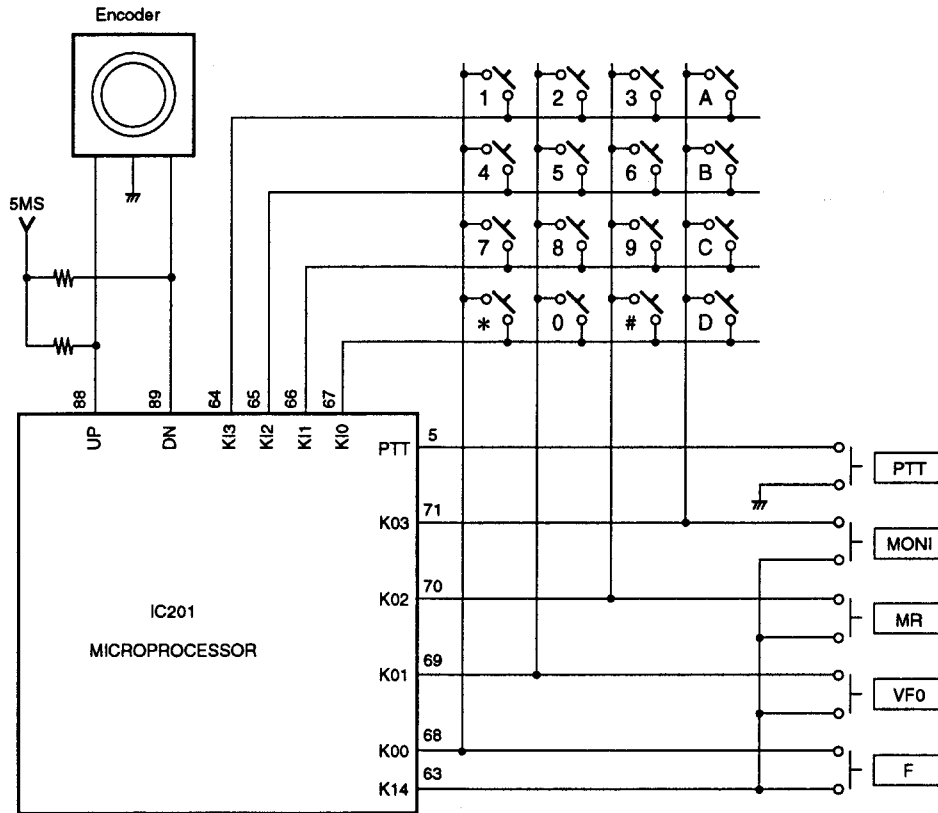 Encoder
5MS
1 2 3 A
4 5 6 B
7 8 9 C
* 0 # D
88 89 64 65 66 67
UP DN KI3 KI2 KI1 KI0
PTT 5 PTT
K03 71 MONI
K02 70 MR
IC201
MICROPROCESSOR
K01 69 VF0
K00 68
K14 63 F